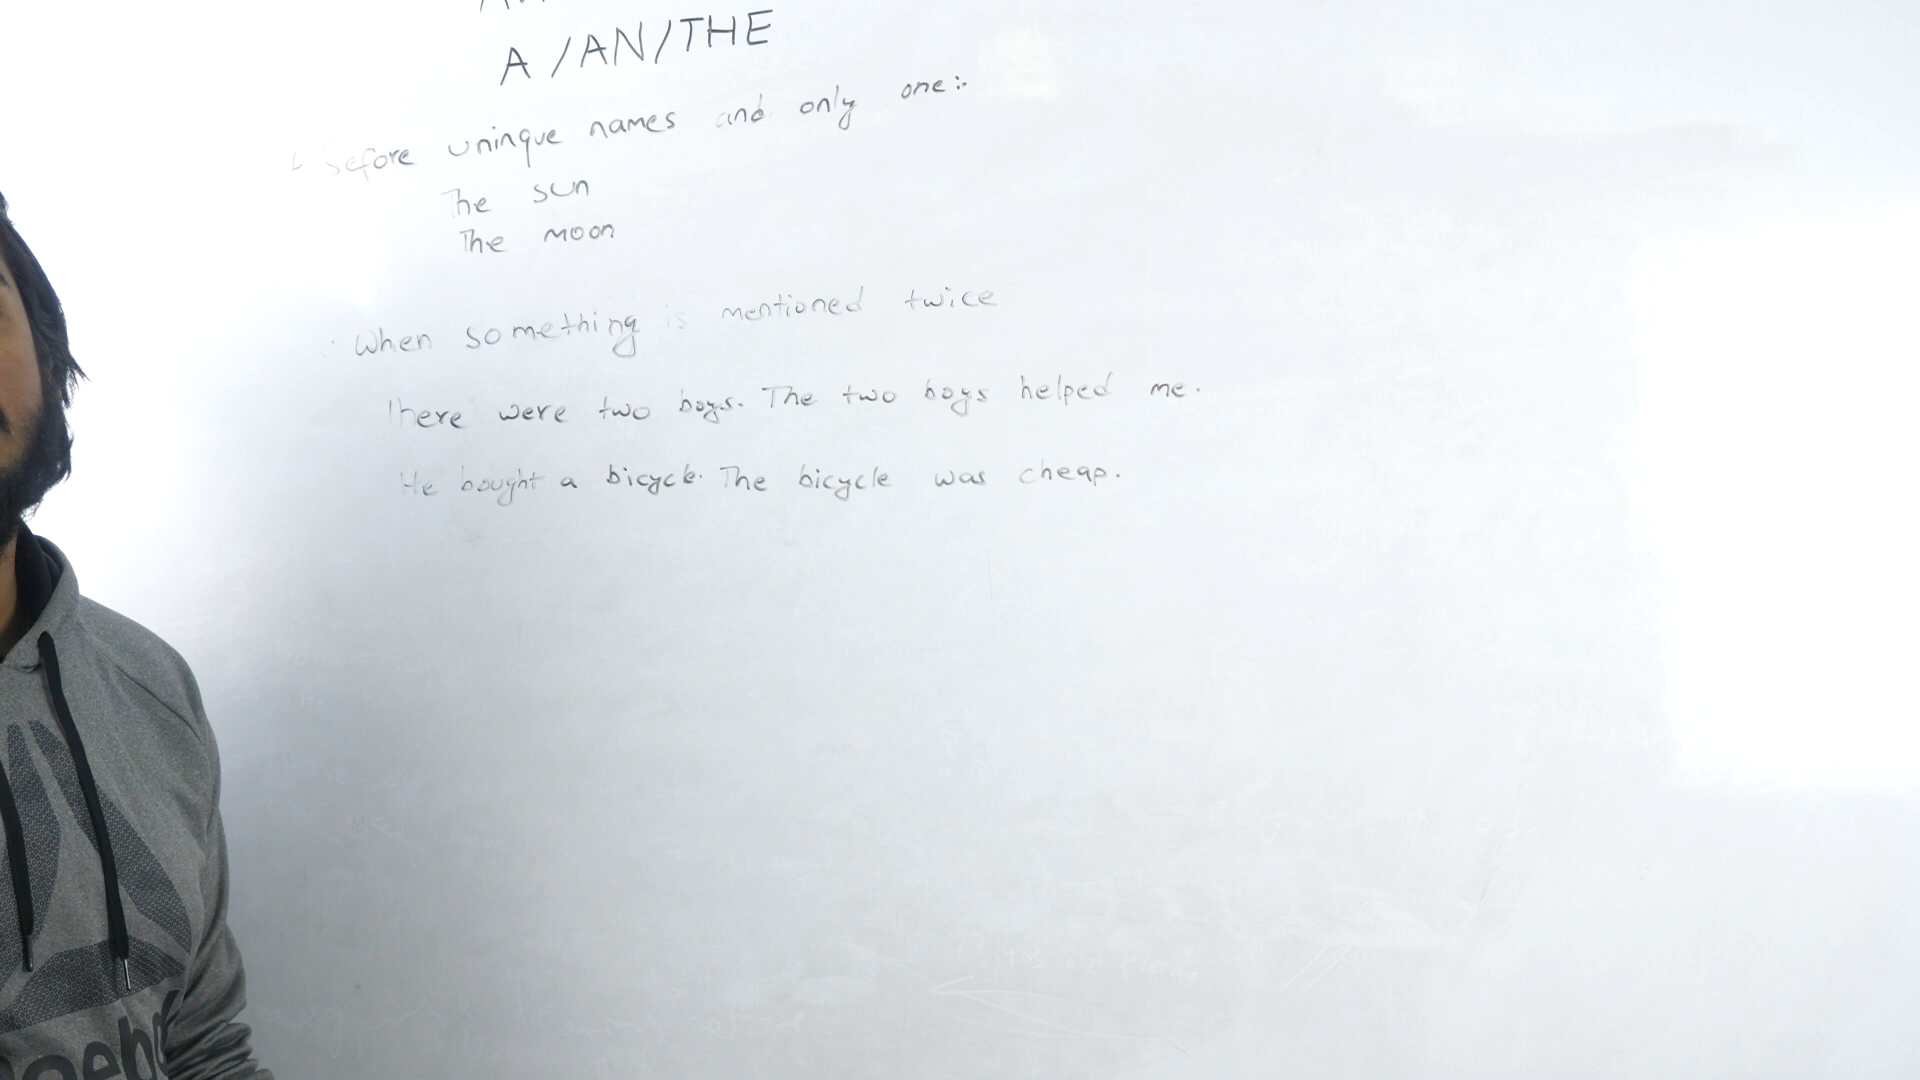 A/AN/THE
Before uninque names and only one:-
The sun
The moon
When something is mentioned twice
There were two boys. The two boys helped me.
He bought a bicycle. The bicycle was cheap.